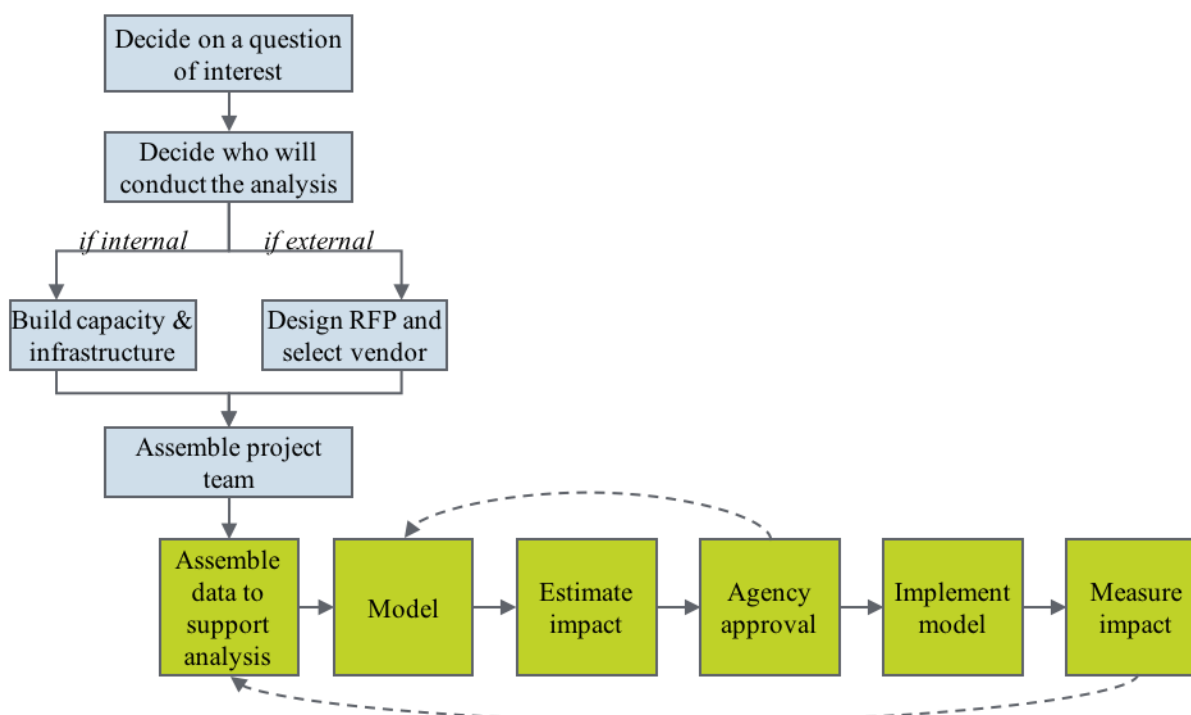 Decide on a question
of interest
Decide who will
conduct the analysis
if internal
if external
Build capacity &
infrastructure
Design RFP and
select vendor
Assemble project
team
Assemble
data to
support
analysis
Model
Estimate
impact
Agency
approval
Implement
model
Measure
impact